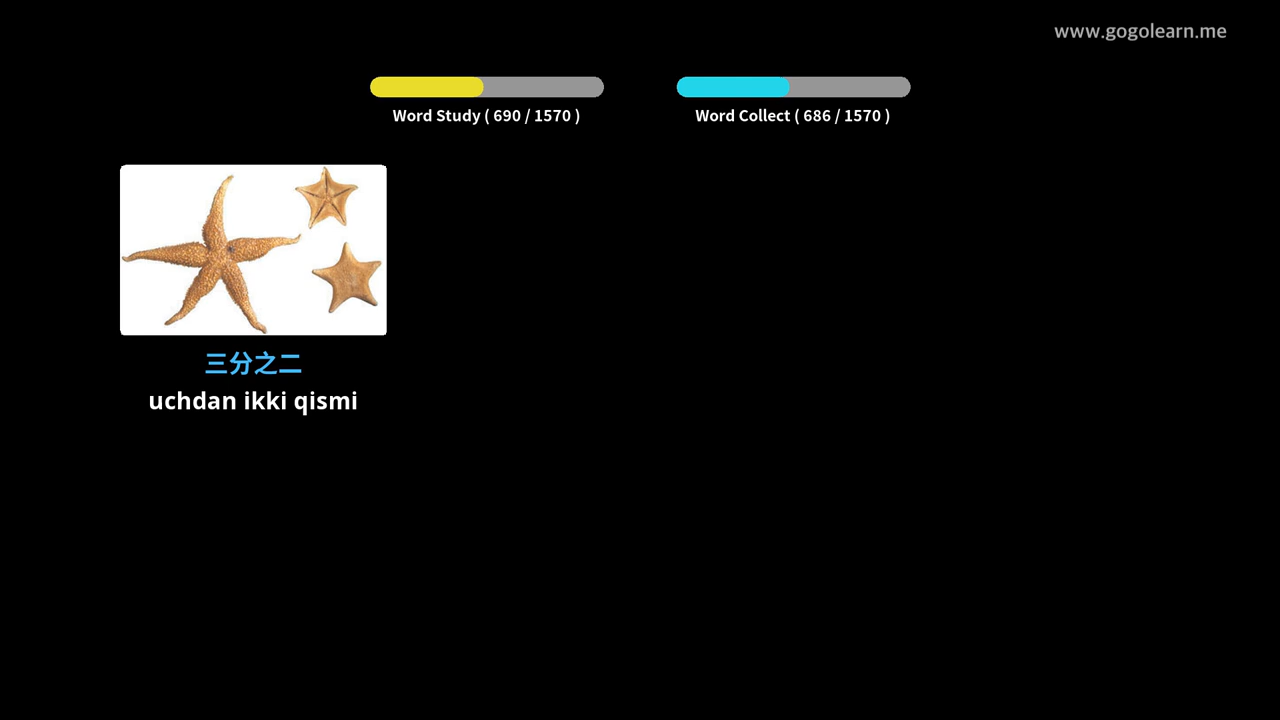 www.gogolearn.me
Word Study ( 690 / 1570 )
Word Collect ( 686 / 1570 )
三分之二
uchdan ikki qismi